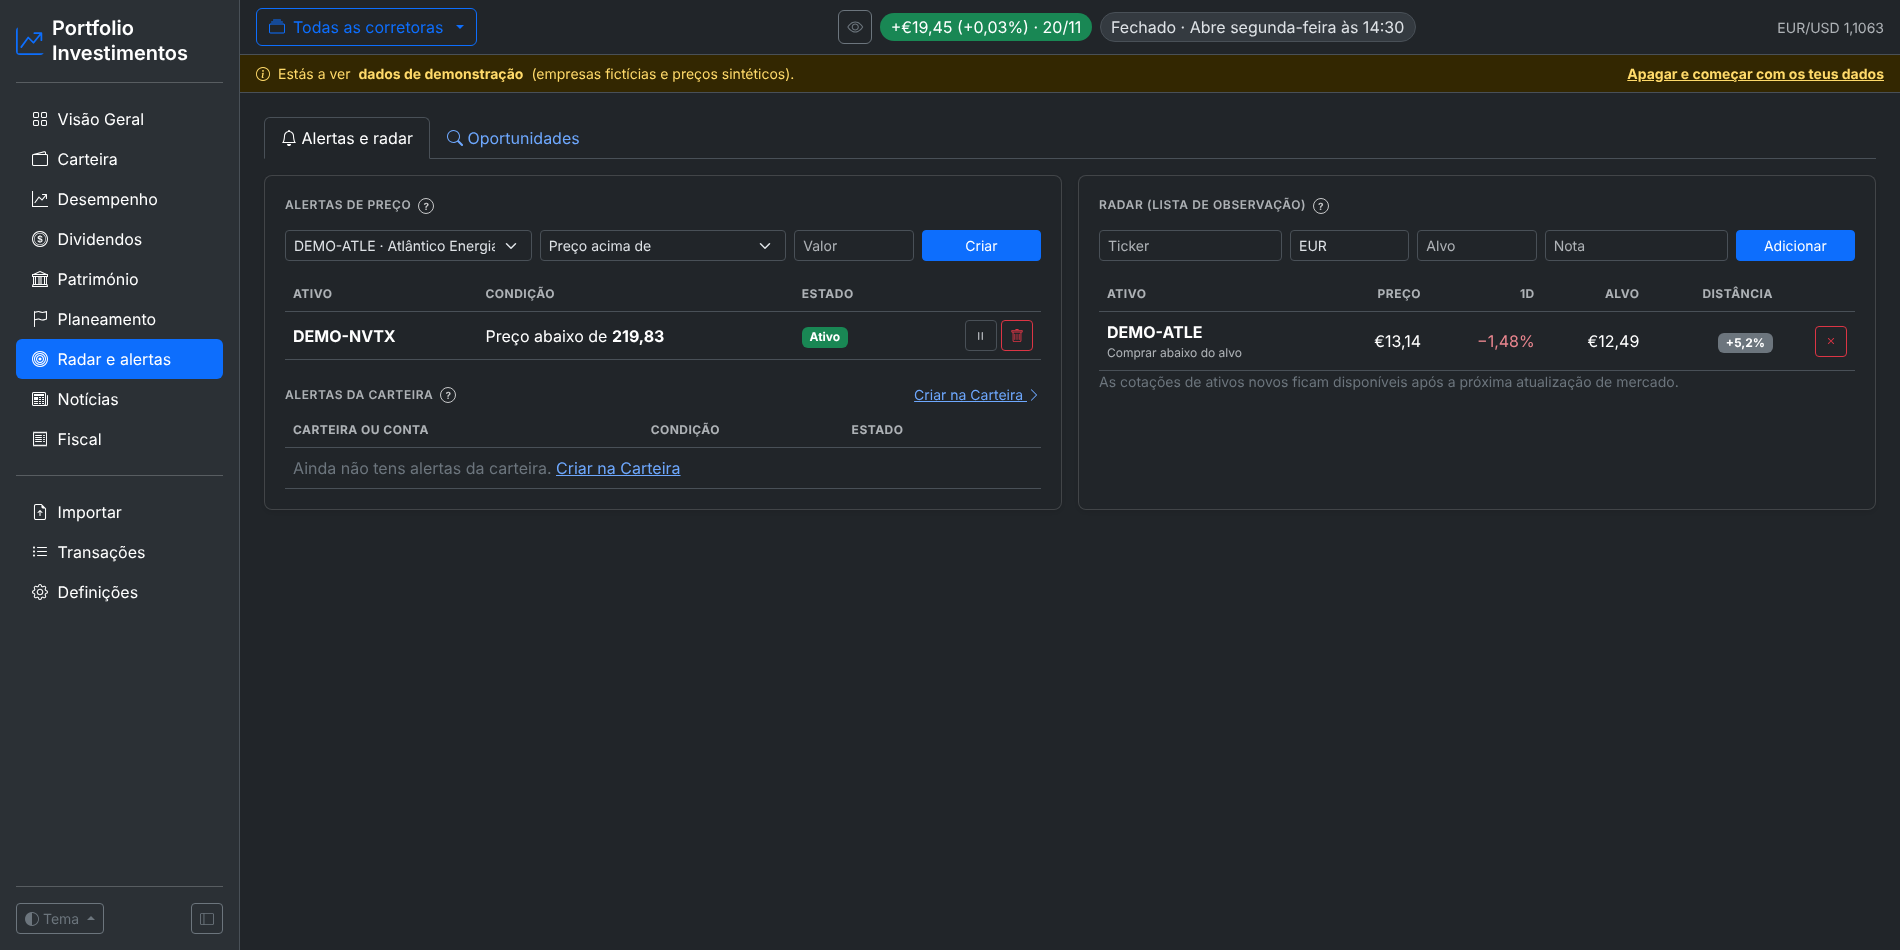 Portfolio
Investimentos
Visão Geral
Carteira
Desempenho
Dividendos
Património
Planeamento
Radar e alertas
Notícias
Fiscal
Importar
Transações
Definições
Tema
Todas as corretoras
+€19,45 (+0,03%) · 20/11
Fechado · Abre segunda-feira às 14:30
EUR/USD 1,1063
Estás a ver dados de demonstração (empresas fictícias e preços sintéticos).
Apagar e começar com os teus dados
Alertas e radar
Oportunidades
ALERTAS DE PREÇO ?
DEMO-ATLE · Atlântico Energia
Preço acima de
Valor
Criar
ATIVO CONDIÇÃO ESTADO
DEMO-NVTX Preço abaixo de 219,83 Ativo
ALERTAS DA CARTEIRA ?
Criar na Carteira
CARTEIRA OU CONTA CONDIÇÃO ESTADO
Ainda não tens alertas da carteira. Criar na Carteira
RADAR (LISTA DE OBSERVAÇÃO) ?
Ticker
EUR
Alvo
Nota
Adicionar
ATIVO PREÇO 1D ALVO DISTÂNCIA
DEMO-ATLE €13,14 −1,48% €12,49 +5,2%
Comprar abaixo do alvo
As cotações de ativos novos ficam disponíveis após a próxima atualização de mercado.